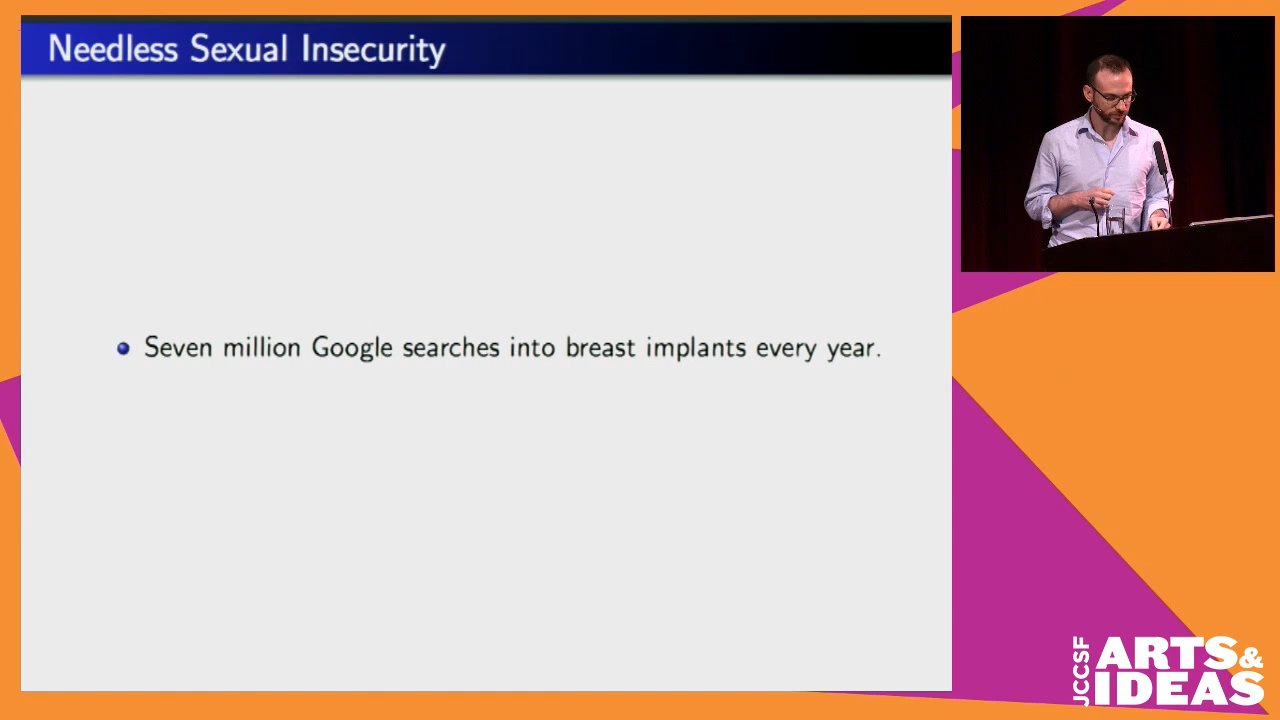 Needless Sexual Insecurity
Seven million Google searches into breast implants every year.
JCCSF
ARTS&
IDEAS